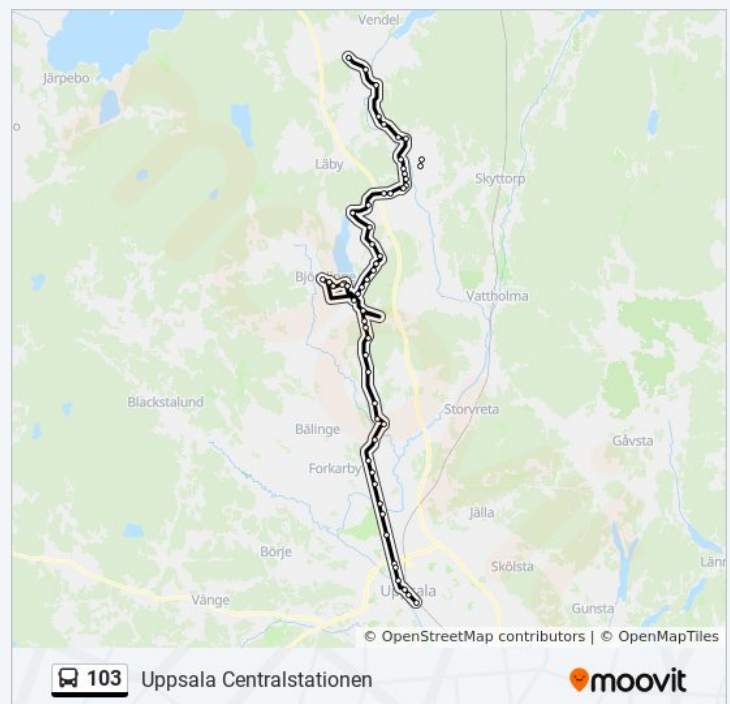 Vendel
Järpebo
o
Läby
Skyttorp
Vattholma
Blackstalund
Storvreta
Bälinge
Gåvsta
Forkarby
Jälla
Börje
Skölsta
Länn
Uppsala
Vänge
Gunsta
© OpenStreetMap contributors | © OpenMapTiles
103 Uppsala Centralstationen
moovit